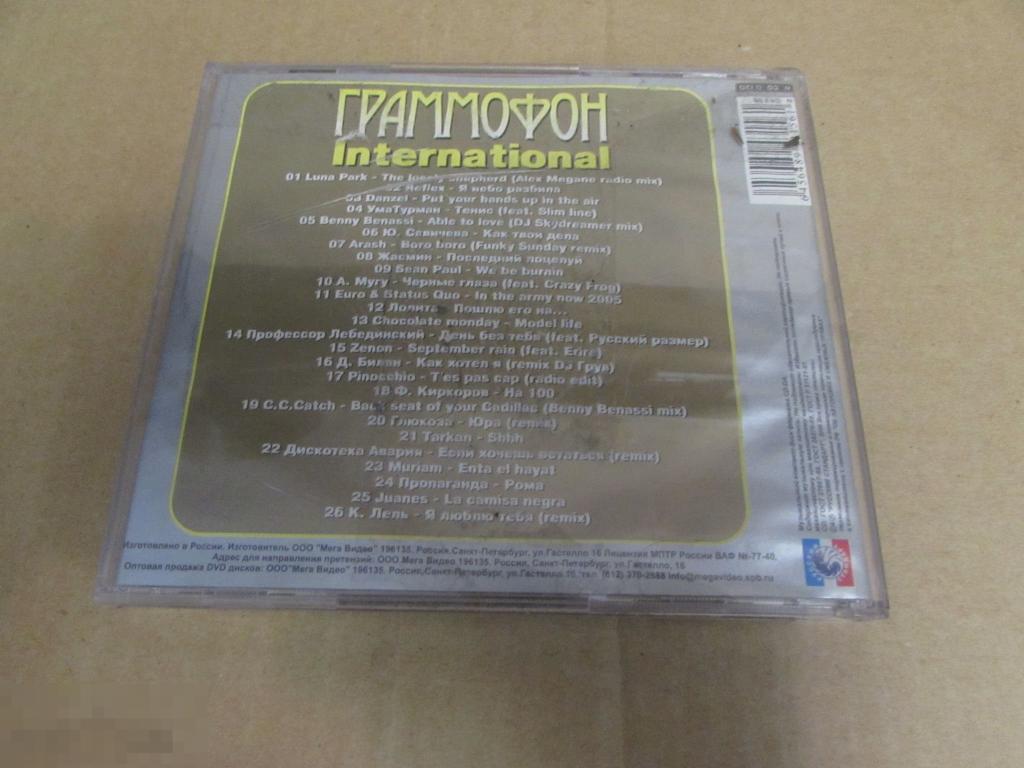 ГРАММОФОН
International
01 Luna Park - The lonely shepherd (Alex Megane radio mix)
02 Reflex - Я небо разбила
03 Danzel - Put your hands up in the air
04 УмаТурман - Тенис (feat. Slim line)
05 Benny Benassi - Able to love (DJ Skydreamer mix)
06 Ю. Савичева - Как твои дела
07 Arash - Boro boro (Funky Sunday remix)
08 Жасмин - Последний поцелуй
09 Sean Paul - We be burnin
10 А. Мугу - Черные глаза (feat. Crazy Frog)
11 Euro & Status Quo - In the army now 2005
12 Лолита - Пошлю его на...
13 Chocolate monday - Model life
14 Профессор Лебединский - День без тебя (feat. Русский размер)
15 Zenon - September rain (feat. Erire)
16 Д. Билан - Как хотел я (remix DJ Грув)
17 Pinocchio - T'es pas cap (radio edit)
18 Ф. Киркоров - На 100
19 C.C.Catch - Back seat of your Cadillac (Benny Benassi mix)
20 Глюкоза - Юра (remix)
21 Tarkan - Shhh
22 Дискотека Авария - Если хочешь остаться (remix)
23 Muriam - Enta el hayat
24 Пропаганда - Рома
25 Juanes - La camisa negra
26 К. Лель - Я люблю тебя (remix)
Изготовлено в России. Изготовитель ООО "Мега Видео" 196135. Россия,Санкт-Петербург, ул.Гастелло 16 Лицензия МПТР России ВАФ №-77-40.
Адрес для направления претензий: ООО Мега Видео 196135. Россия, Санкт-Петербург, ул.Гастелло, 16
Оптовая продажа DVD дисков: ООО"Мега Видео" 196135. Россия,Санкт-Петербург, ул.Гастелло 16, тел. (612) 370-2688 info@megavideo.spb.ru